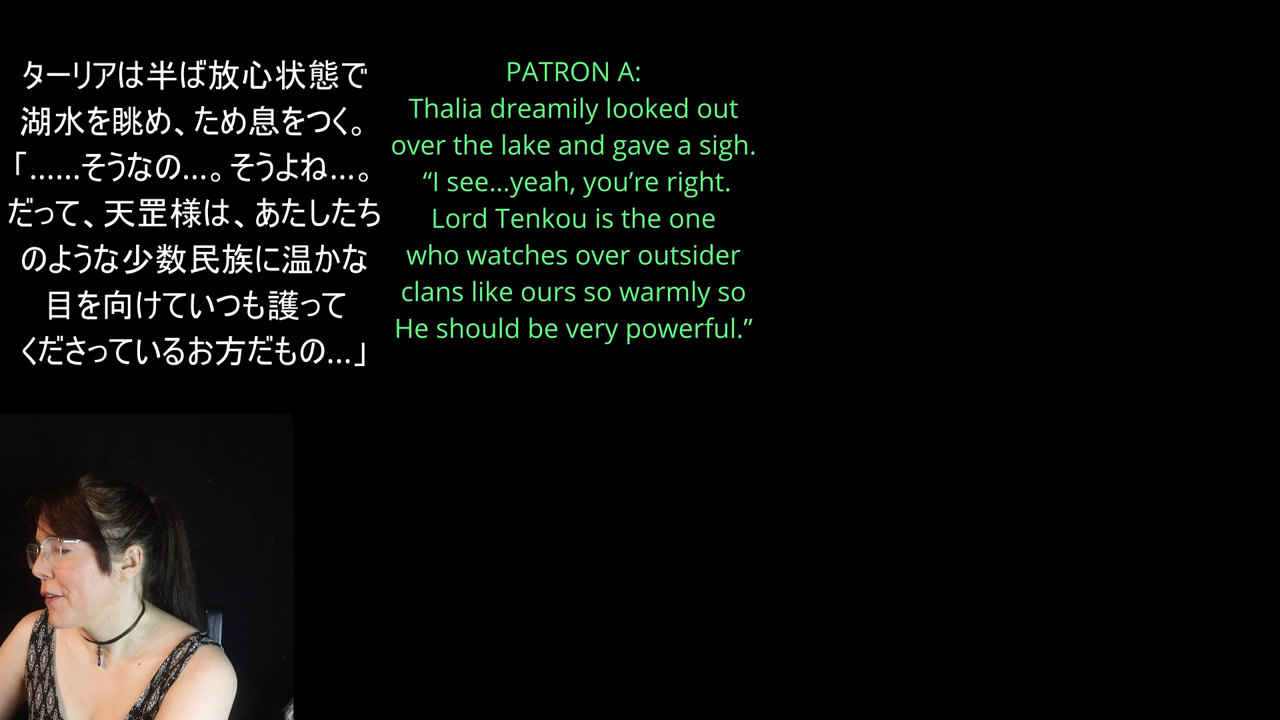 ターリアは半ば放心状態で
湖水を眺め、ため息をつく。
「......そうなの...。そうよね...。
だって、天罡様は、あたしたち
のような少数民族に温かな
目を向けていつも護って
くださっているお方だもの...」
PATRON A:
Thalia dreamily looked out
over the lake and gave a sigh.
“I see...yeah, you’re right.
Lord Tenkou is the one
who watches over outsider
clans like ours so warmly so
He should be very powerful.”